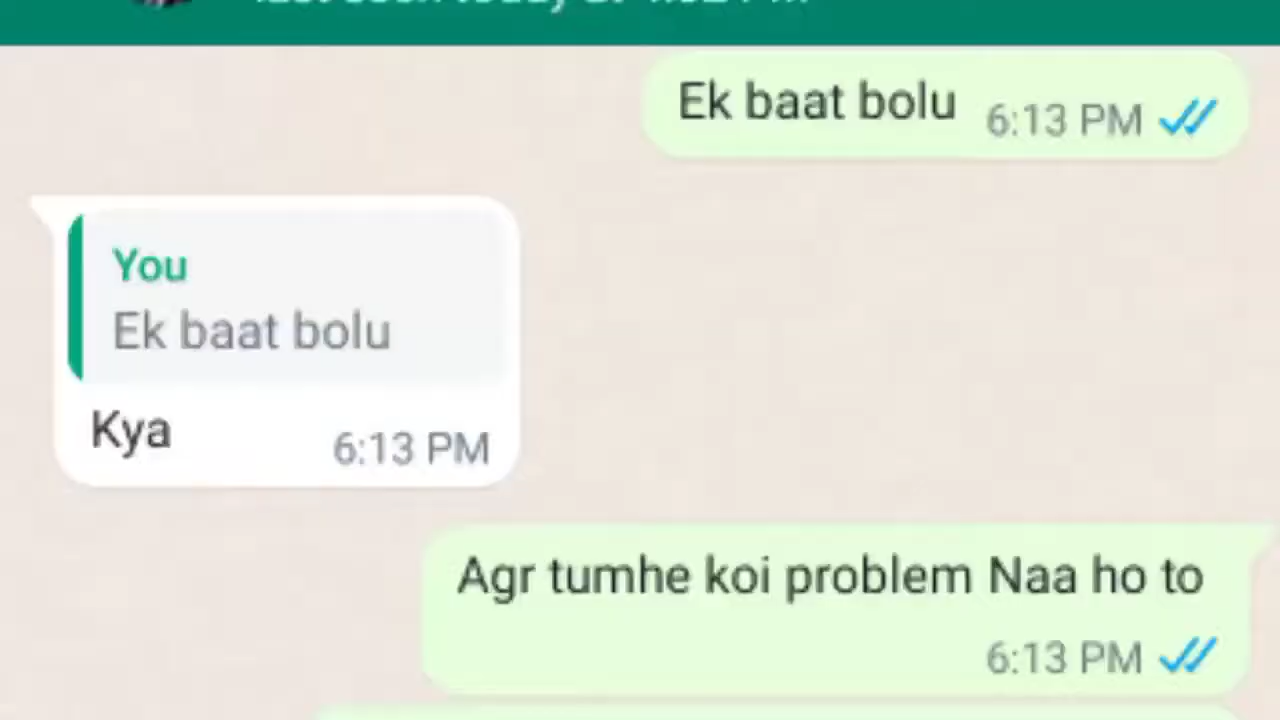 Ek baat bolu
6:13 PM
You
Ek baat bolu
Kya
6:13 PM
Agr tumhe koi problem Naa ho to
6:13 PM